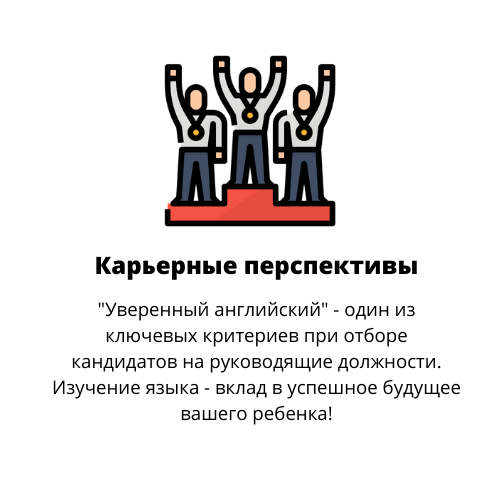 Карьерные перспективы
"Уверенный английский" - один из
ключевых критериев при отборе
кандидатов на руководящие должности.
Изучение языка - вклад в успешное будущее
вашего ребенка!